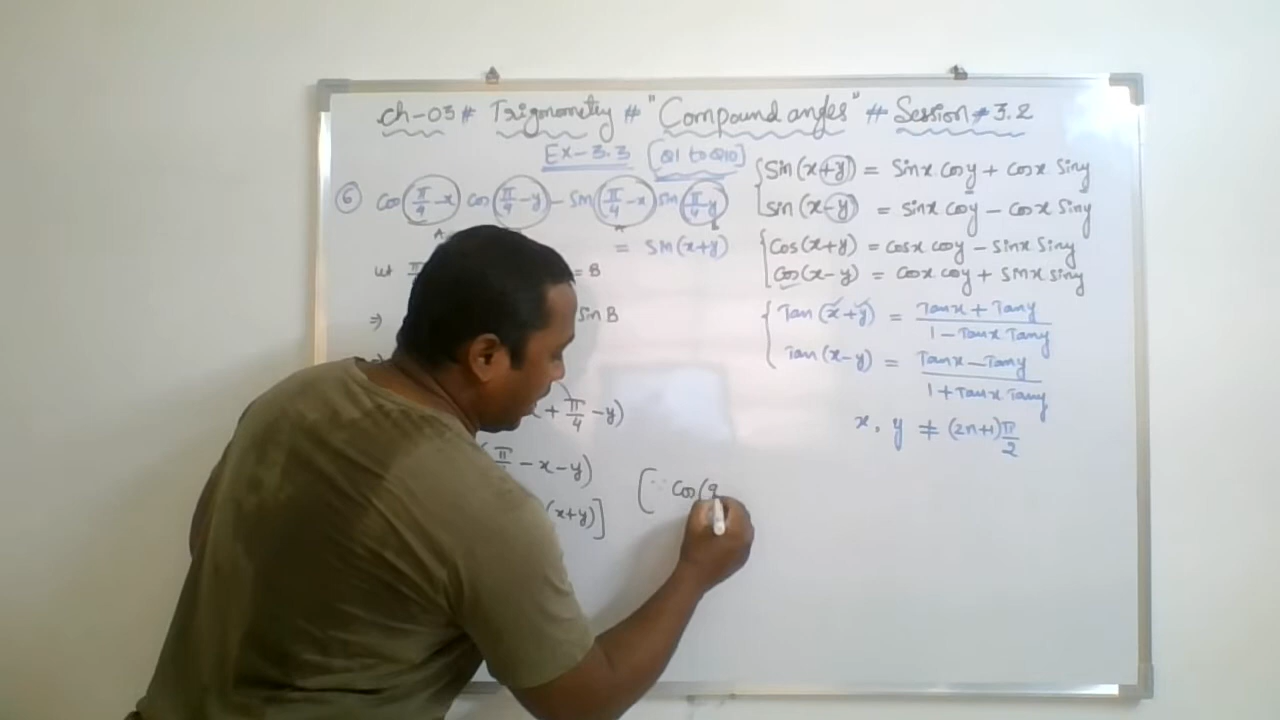 ch-03 # Trigonometry # "Compound angles" # Session # 3.2
Ex-3.3 [Q1 to Q10]
⑥ cos(π/4-x) cos(π/4-y) - sin(π/4-x) sin(π/4-y)
A
= sin(x+y)
let π = B
⇒ sin B
⇒
x + π/4 - y)
π/4 - x - y)
(x+y)]
[∵ cos(9
{ sin(x+y) = sinx cosy + cosx siny
sin(x-y) = sinx cosy - cosx siny
{ cos(x+y) = cosx cosy - sinx siny
cos(x-y) = cosx cosy + sinx siny
{ Tan(x+y) = Tanx + Tany / 1 - Tanx Tany
Tan(x-y) = Tanx - Tany / 1 + Tanx Tany
x, y ≠ (2n+1)π/2